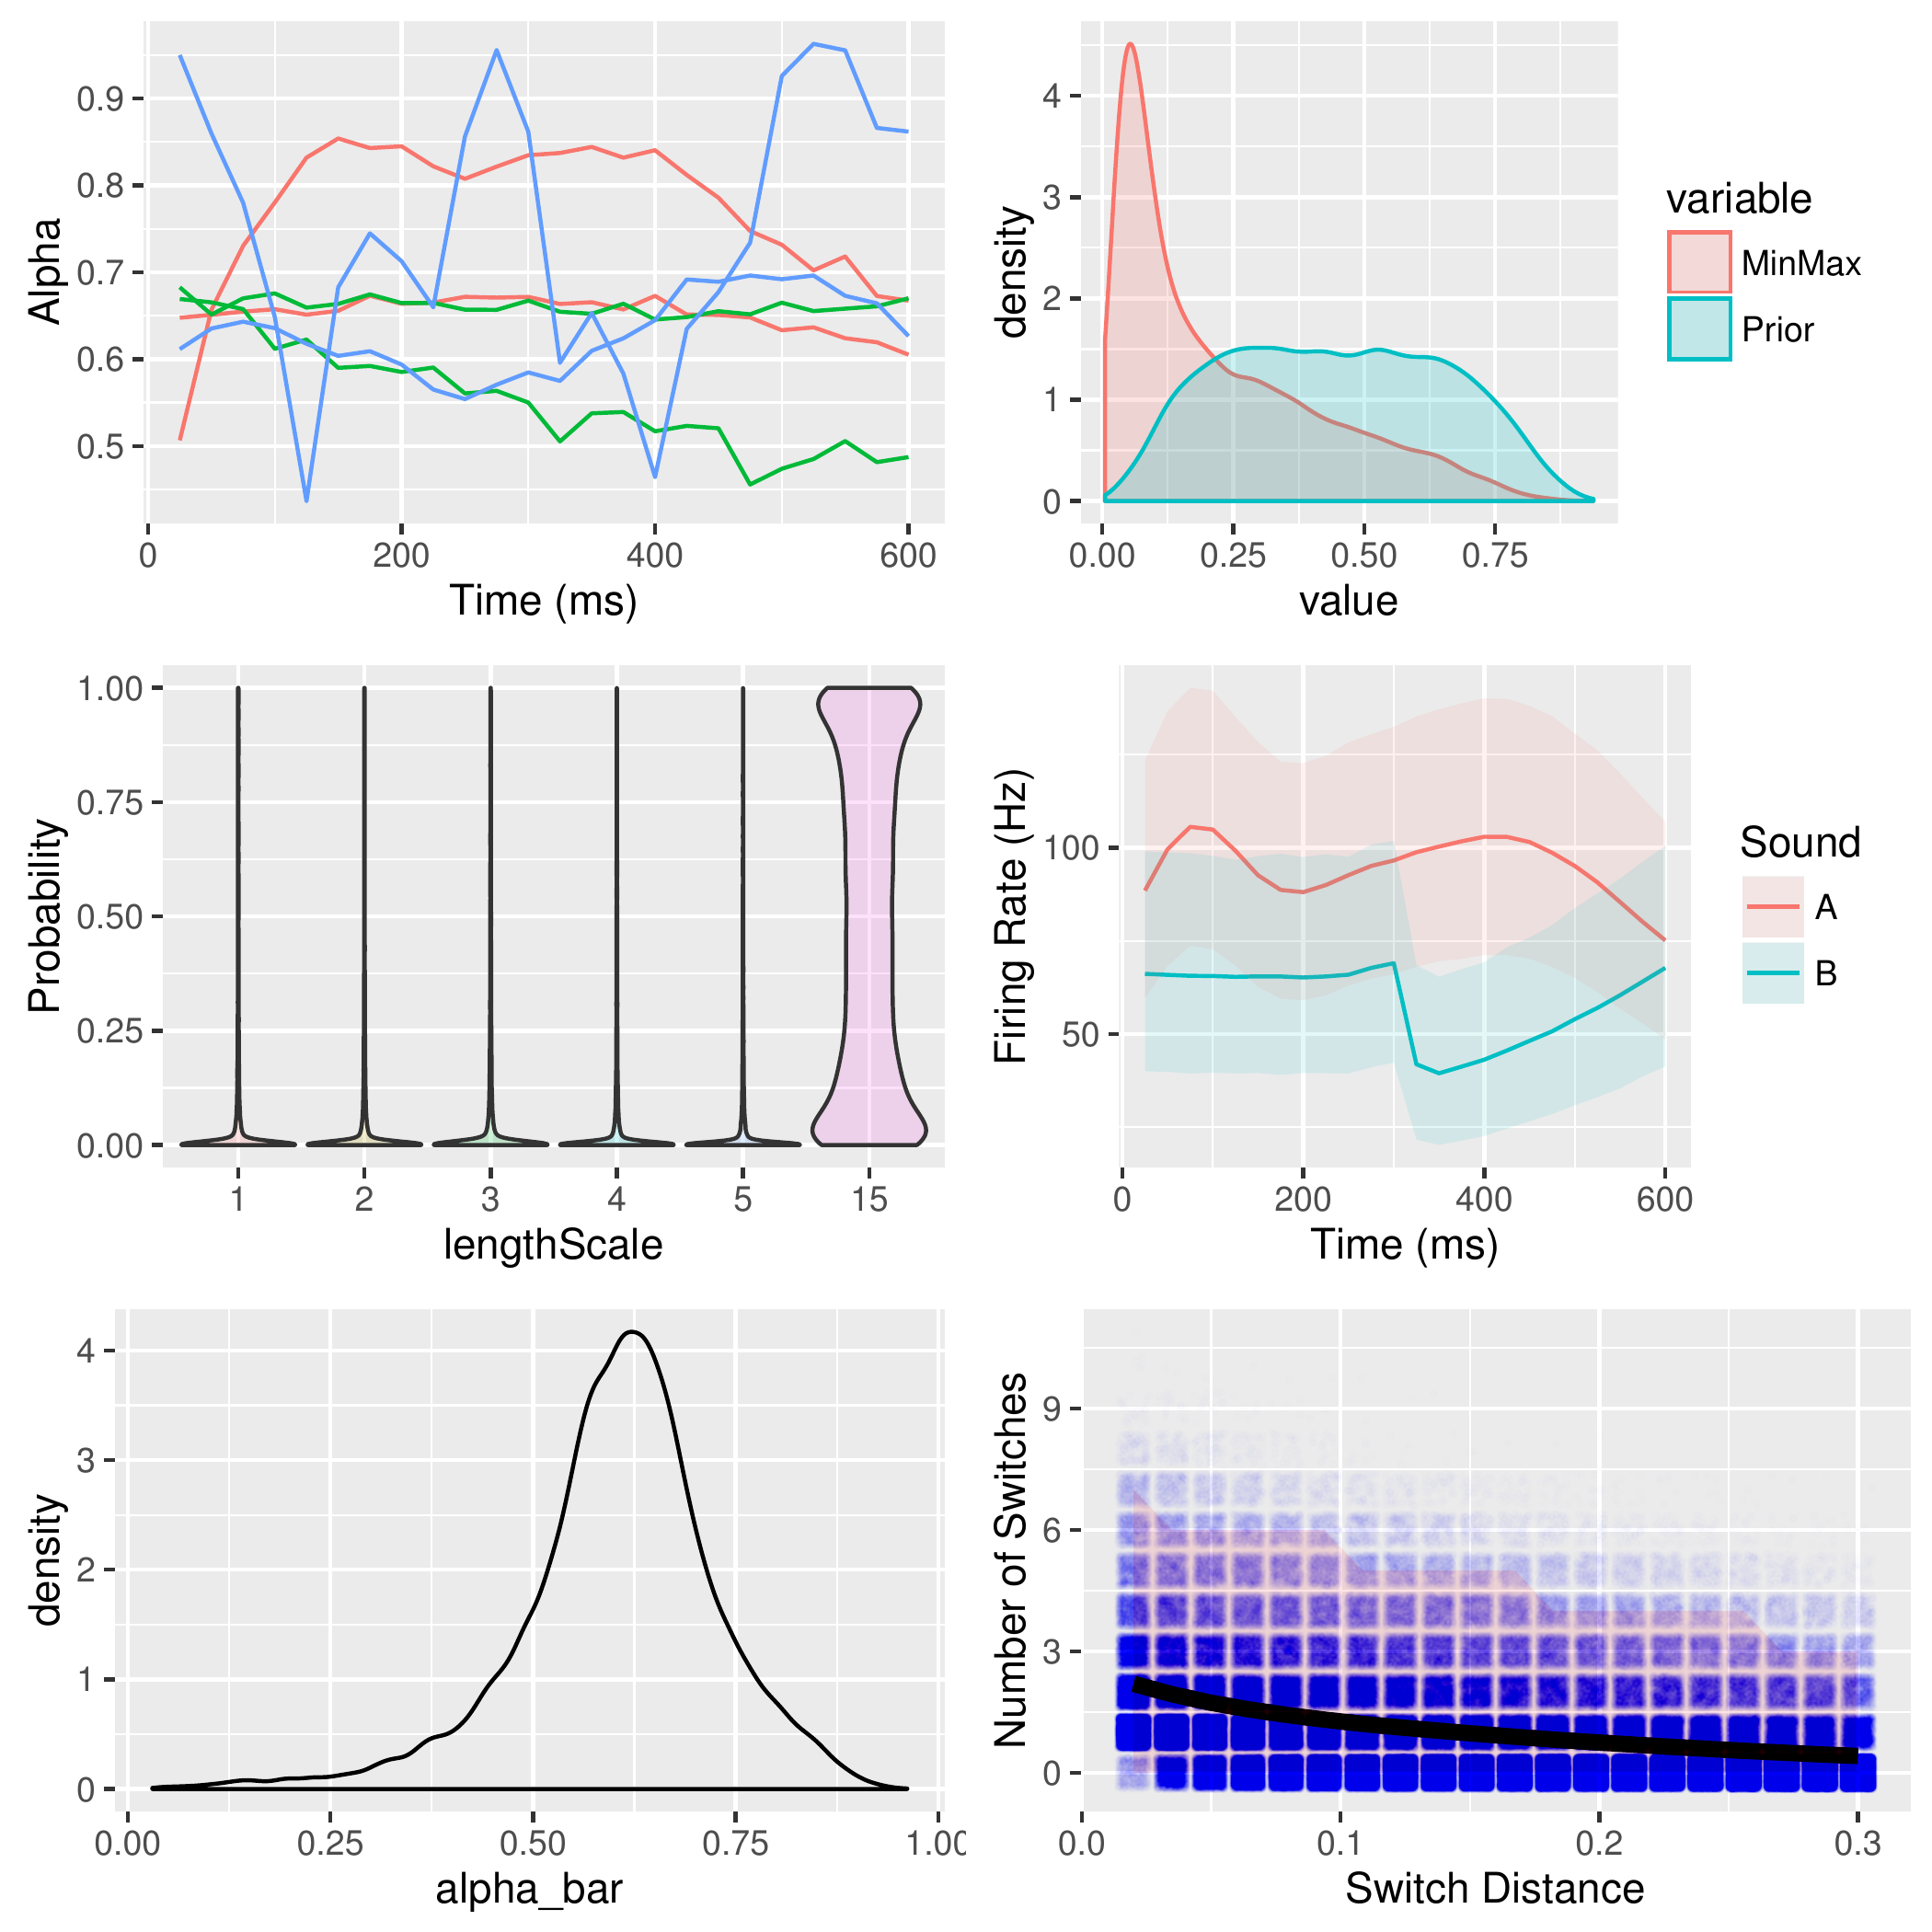 0.9
0.8
0.7
0.6
0.5
Alpha
0 200 400 600
Time (ms)
4
3
2
1
0
density
0.00 0.25 0.50 0.75
value
variable
MinMax
Prior
1.00
0.75
0.50
0.25
0.00
Probability
1 2 3 4 5 15
lengthScale
100
50
Firing Rate (Hz)
0 200 400 600
Time (ms)
Sound
A
B
4
3
2
1
0
density
0.00 0.25 0.50 0.75 1.00
alpha_bar
9
6
3
0
Number of Switches
0.0 0.1 0.2 0.3
Switch Distance